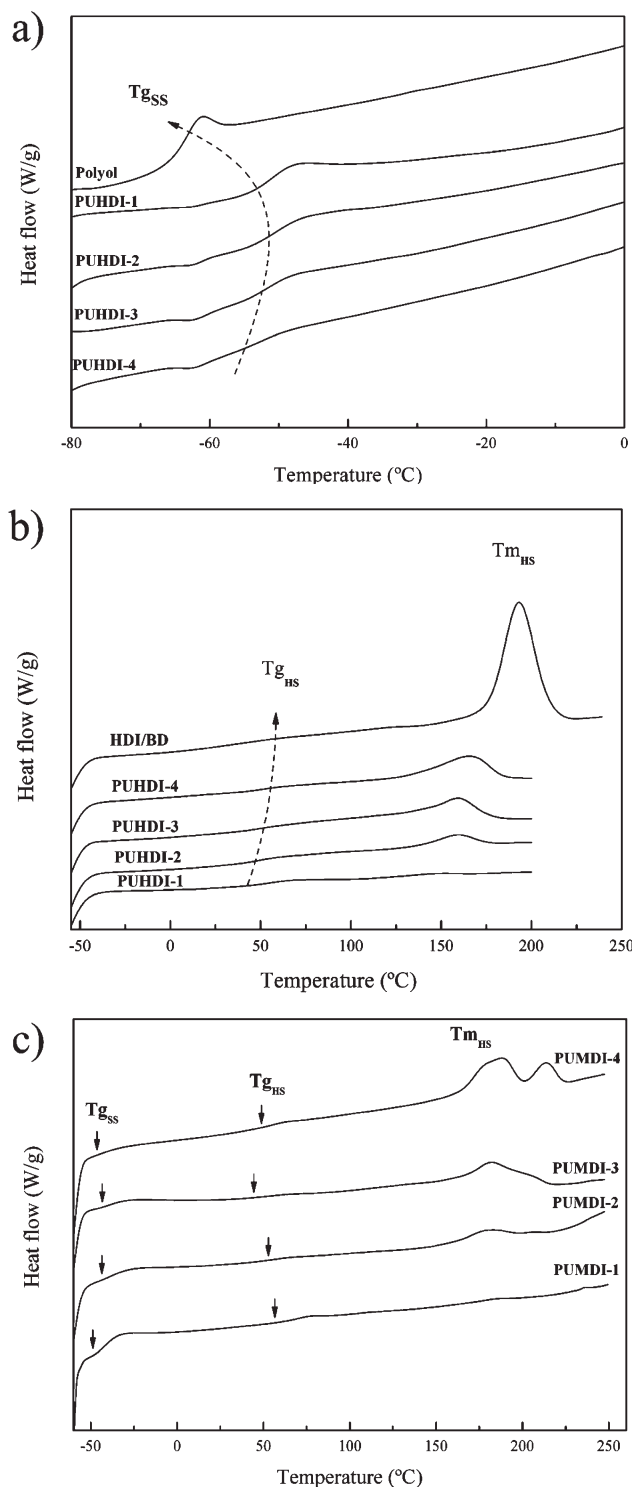 a)
Tg_SS
Polyol
PUHDI-1
PUHDI-2
PUHDI-3
PUHDI-4
Heat flow (W/g)
-80 -60 -40 -20 0
Temperature (ºC)
b)
Tm_HS
Tg_HS
HDI/BD
PUHDI-4
PUHDI-3
PUHDI-2
PUHDI-1
Heat flow (W/g)
-50 0 50 100 150 200 250
Temperature (ºC)
c)
Tm_HS
PUMDI-4
Tg_HS
Tg_SS
PUMDI-3
PUMDI-2
PUMDI-1
Heat flow (W/g)
-50 0 50 100 150 200 250
Temperature (ºC)